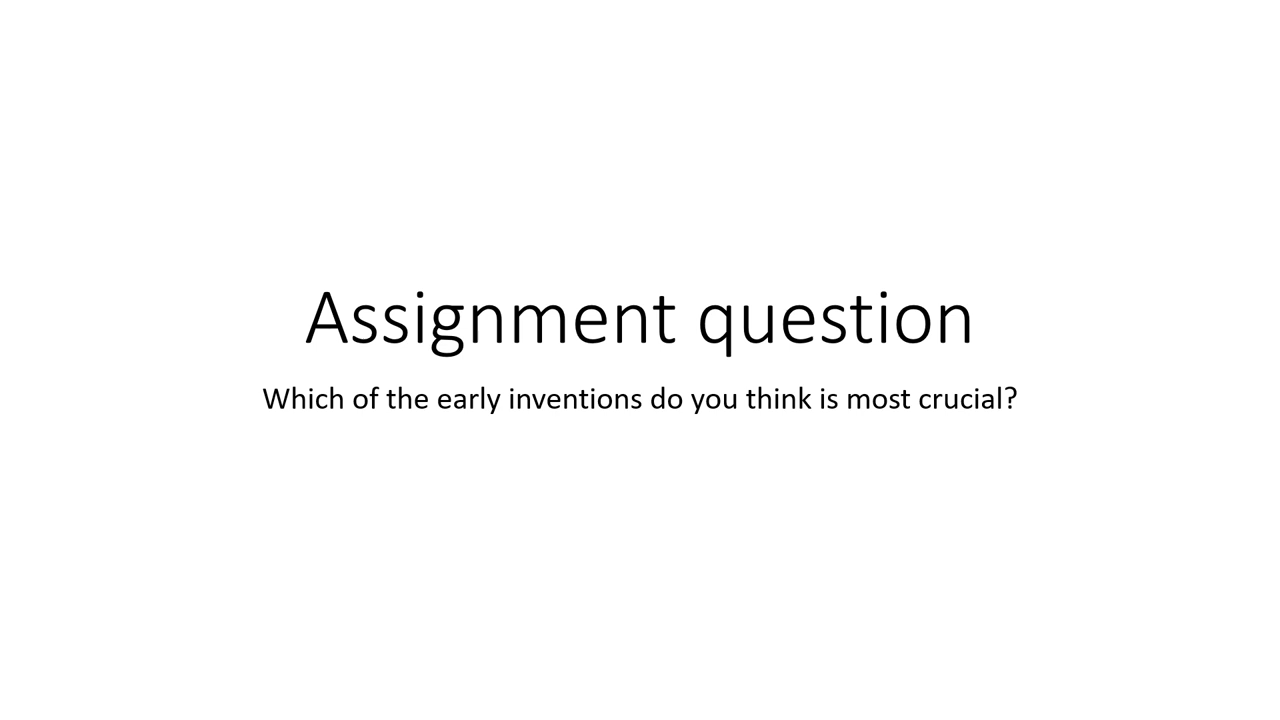 Assignment question
Which of the early inventions do you think is most crucial?